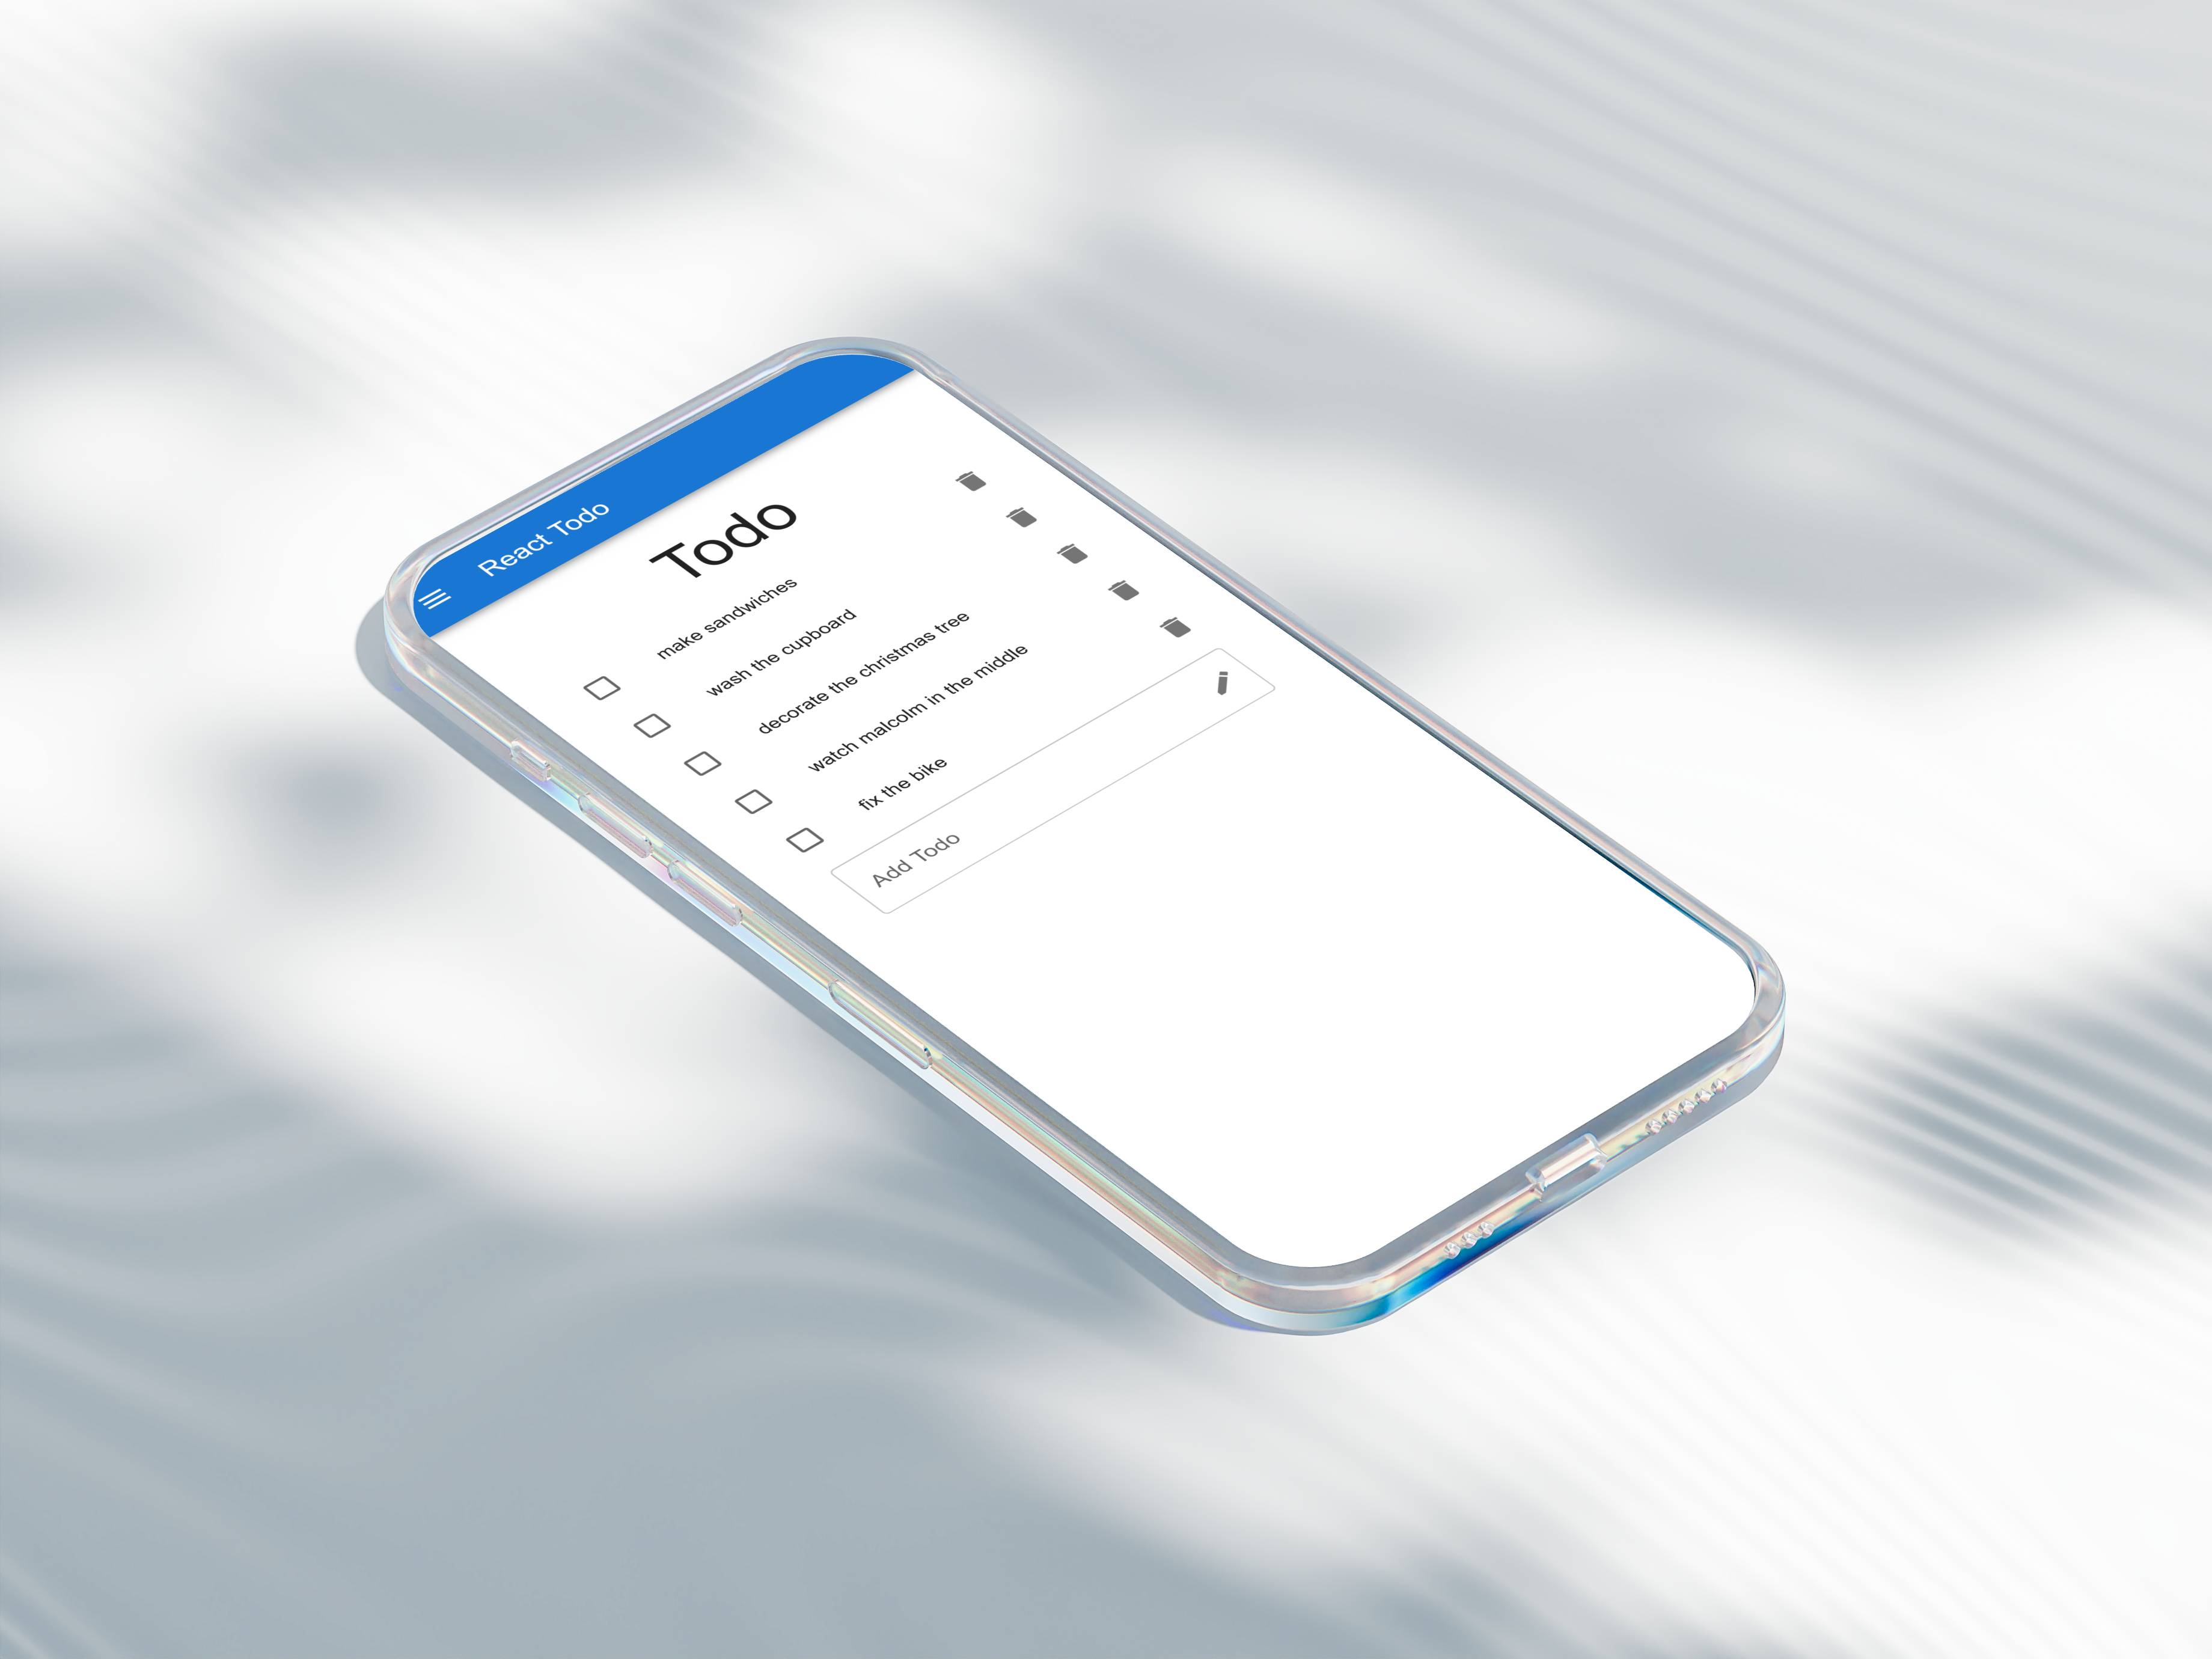 React Todo
Todo
make sandwiches
wash the cupboard
decorate the christmas tree
watch malcolm in the middle
fix the bike
Add Todo